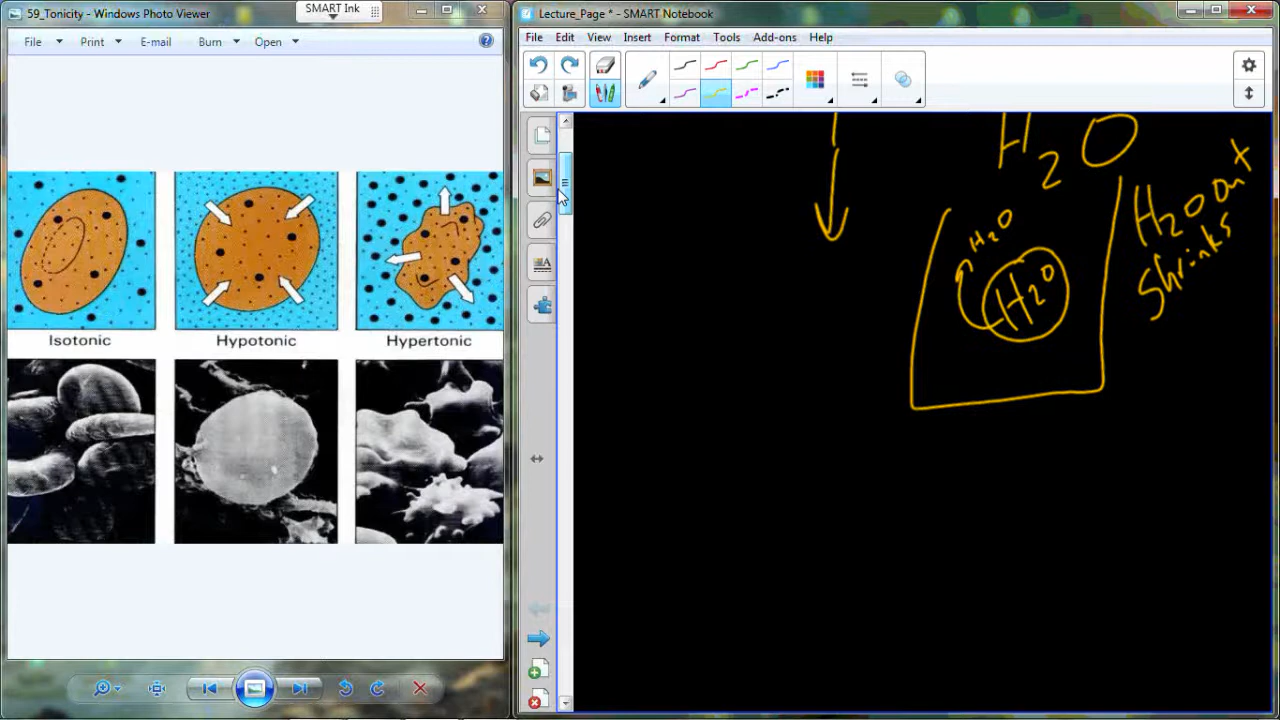 59_Tonicity - Windows Photo Viewer
SMART Ink
File Print E-mail Burn Open
Isotonic
Hypotonic
Hypertonic
Lecture_Page * - SMART Notebook
File Edit View Insert Format Tools Add-ons Help
H2O
H2O out
shrinks
H2O
H2O